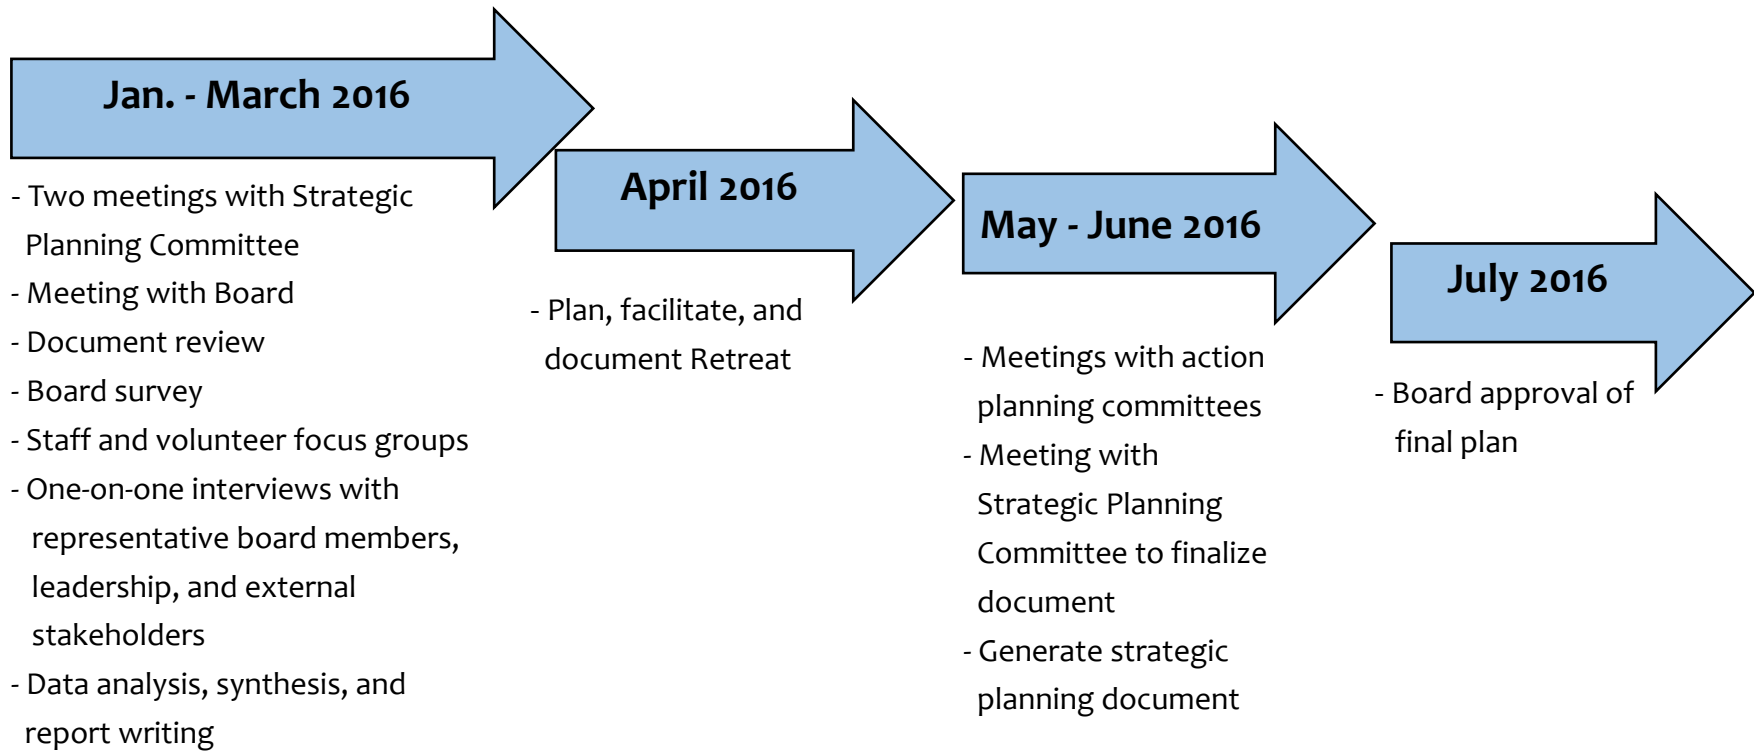 Jan. - March 2016
- Two meetings with Strategic
Planning Committee
- Meeting with Board
- Document review
- Board survey
- Staff and volunteer focus groups
- One-on-one interviews with
representative board members,
leadership, and external
stakeholders
- Data analysis, synthesis, and
report writing
April 2016
- Plan, facilitate, and
document Retreat
May - June 2016
- Meetings with action
planning committees
- Meeting with
Strategic Planning
Committee to finalize
document
- Generate strategic
planning document
July 2016
- Board approval of
final plan